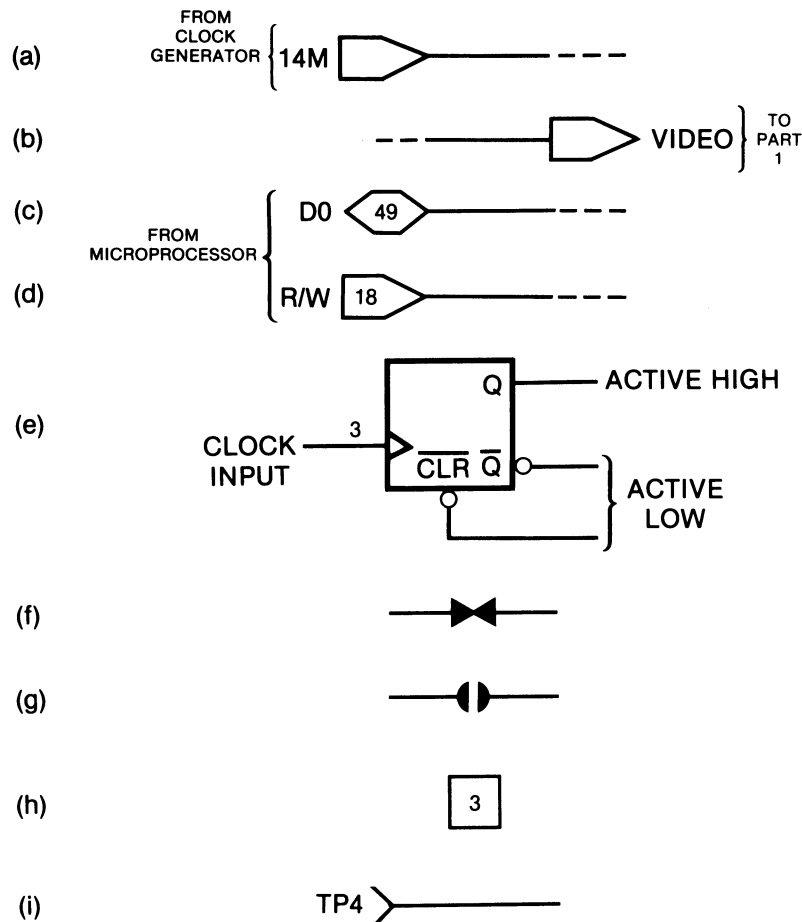 FROM
CLOCK
GENERATOR
(a)
14M
(b)
VIDEO
TO
PART
1
(c)
D0
49
FROM
MICROPROCESSOR
(d)
R/W
18
(e)
Q
ACTIVE HIGH
3
CLOCK
INPUT
C̅L̅R̅ Q̅
ACTIVE
LOW
(f)
(g)
(h)
3
(i)
TP4